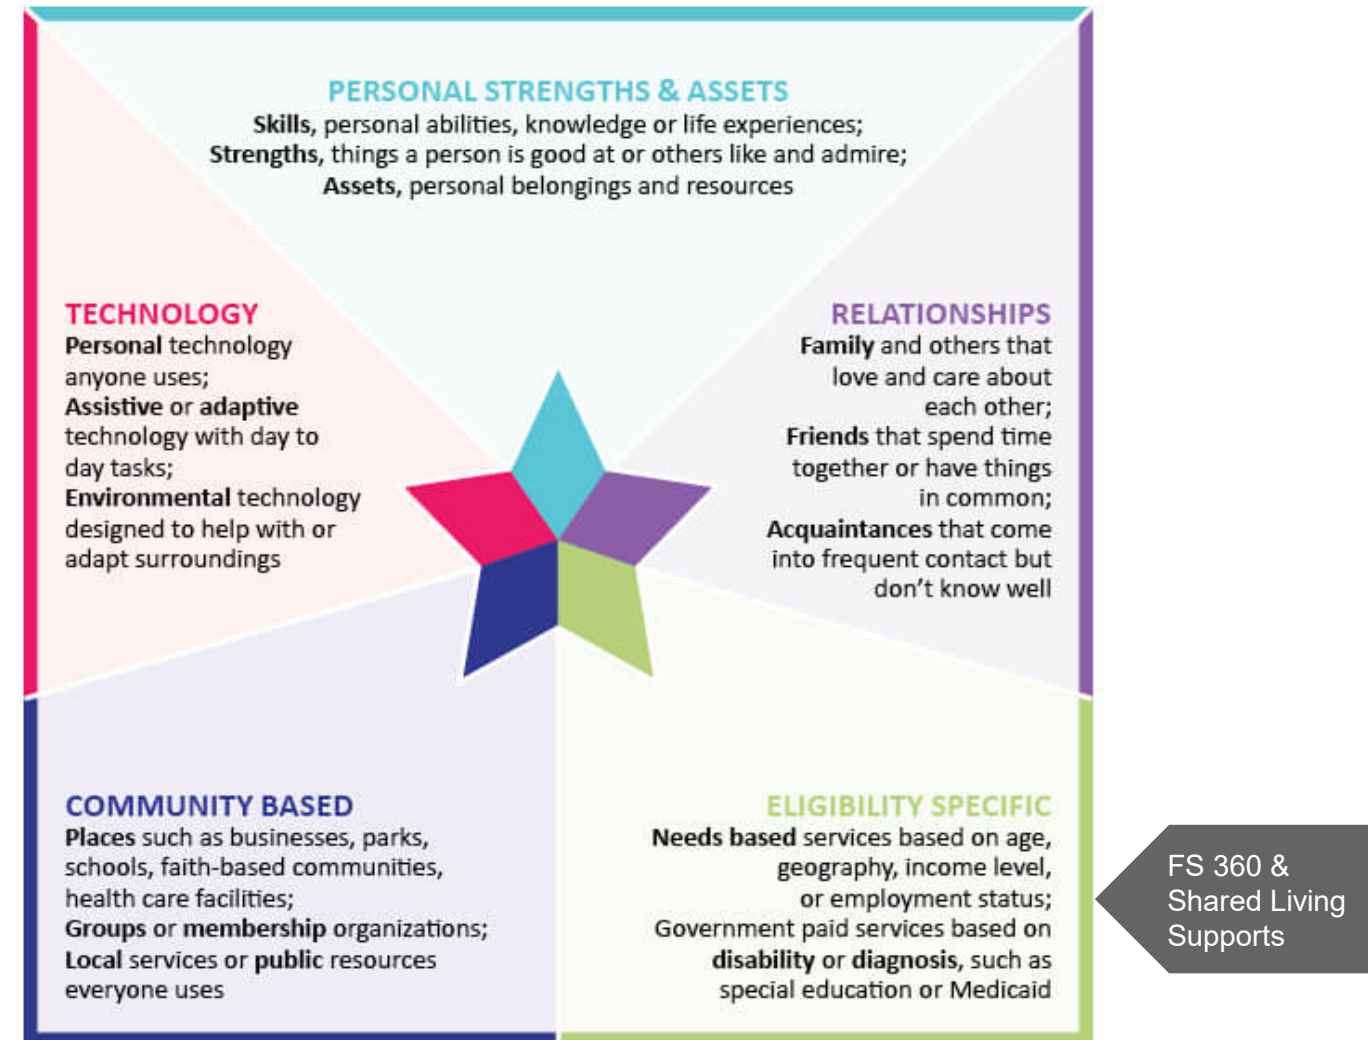 PERSONAL STRENGTHS & ASSETS
Skills, personal abilities, knowledge or life experiences;
Strengths, things a person is good at or others like and admire;
Assets, personal belongings and resources
TECHNOLOGY
Personal technology
anyone uses;
Assistive or adaptive
technology with day to
day tasks;
Environmental technology
designed to help with or
adapt surroundings
RELATIONSHIPS
Family and others that
love and care about
each other;
Friends that spend time
together or have things
in common;
Acquaintances that come
into frequent contact but
don’t know well
COMMUNITY BASED
Places such as businesses, parks,
schools, faith-based communities,
health care facilities;
Groups or membership organizations;
Local services or public resources
everyone uses
ELIGIBILITY SPECIFIC
Needs based services based on age,
geography, income level,
or employment status;
Government paid services based on
disability or diagnosis, such as
special education or Medicaid
FS 360 &
Shared Living
Supports